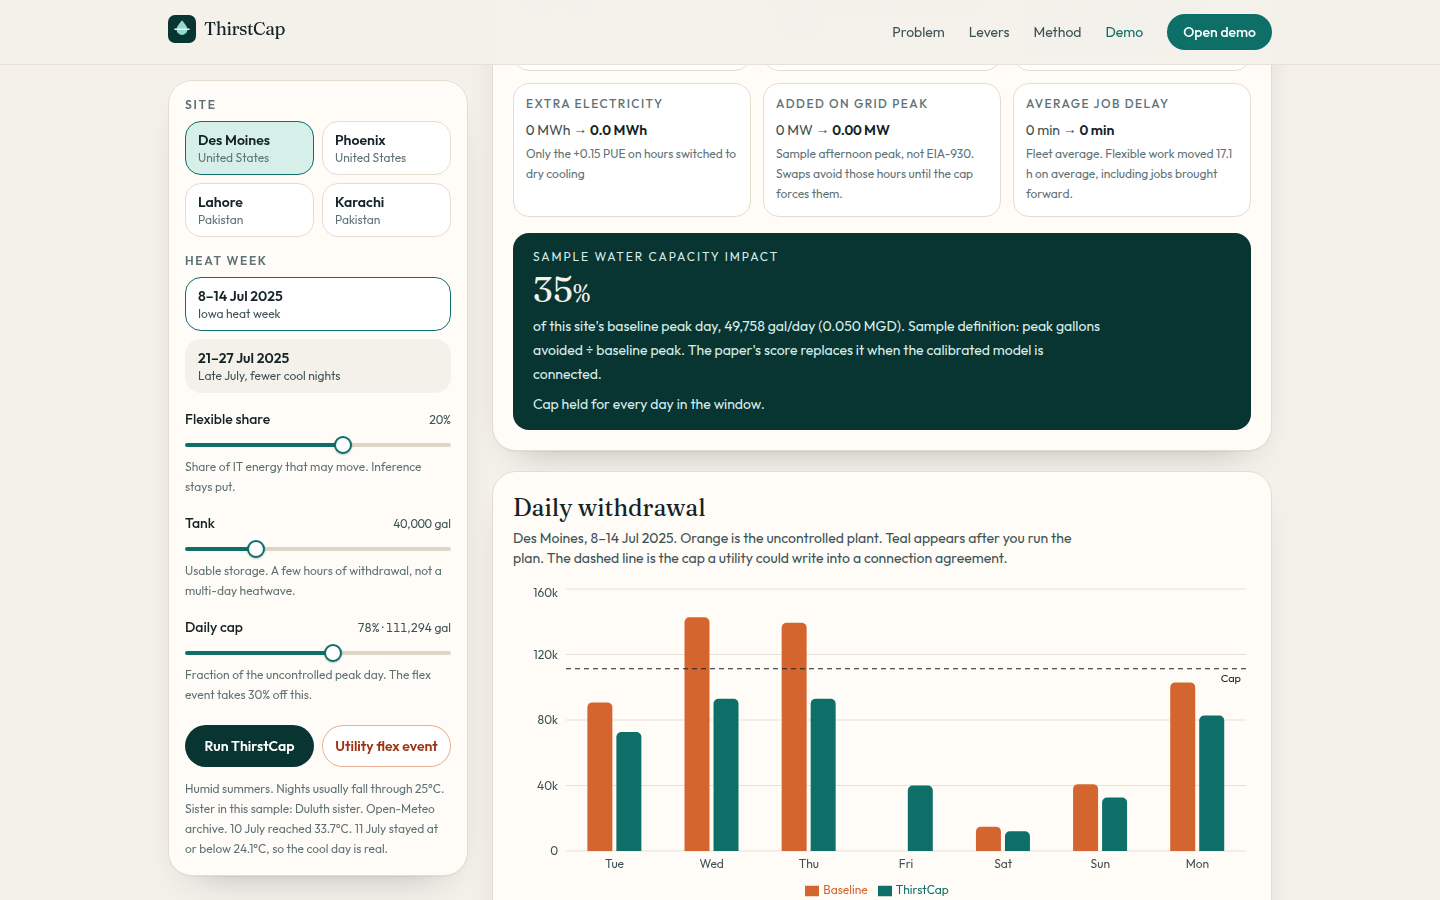 ThirstCap
Problem
Levers
Method
Demo
Open demo
SITE
Des Moines
United States
Phoenix
United States
Lahore
Pakistan
Karachi
Pakistan
HEAT WEEK
8–14 Jul 2025
Iowa heat week
21–27 Jul 2025
Late July, fewer cool nights
Flexible share
20%
Share of IT energy that may move. Inference
stays put.
Tank
40,000 gal
Usable storage. A few hours of withdrawal, not a
multi-day heatwave.
Daily cap
78% · 111,294 gal
Fraction of the uncontrolled peak day. The flex
event takes 30% off this.
Run ThirstCap
Utility flex event
Humid summers. Nights usually fall through 25°C.
Sister in this sample: Duluth sister. Open-Meteo
archive. 10 July reached 33.7°C. 11 July stayed at
or below 24.1°C, so the cool day is real.
EXTRA ELECTRICITY
0 MWh → 0.0 MWh
Only the +0.15 PUE on hours switched to
dry cooling
ADDED ON GRID PEAK
0 MW → 0.00 MW
Sample afternoon peak, not EIA-930.
Swaps avoid those hours until the cap
forces them.
AVERAGE JOB DELAY
0 min → 0 min
Fleet average. Flexible work moved 17.1
h on average, including jobs brought
forward.
SAMPLE WATER CAPACITY IMPACT
35%
of this site's baseline peak day, 49,758 gal/day (0.050 MGD). Sample definition: peak gallons
avoided ÷ baseline peak. The paper's score replaces it when the calibrated model is
connected.
Cap held for every day in the window.
Daily withdrawal
Des Moines, 8–14 Jul 2025. Orange is the uncontrolled plant. Teal appears after you run the
plan. The dashed line is the cap a utility could write into a connection agreement.
160k
120k
80k
40k
0
Cap
Tue
Wed
Thu
Fri
Sat
Sun
Mon
Baseline
ThirstCap